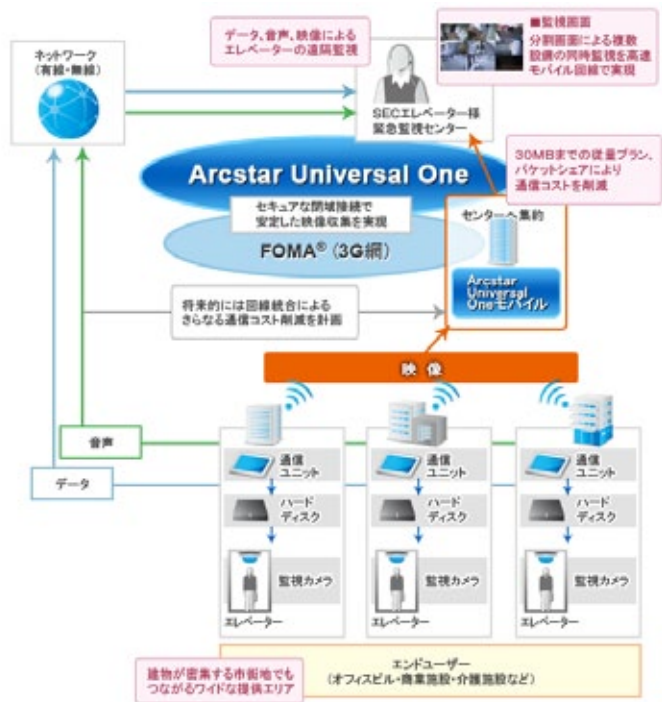 データ、音声、映像による
エレベーターの遠隔監視
■監視画面
分割画面による複数
設備の同時監視を高速
モバイル回線で実現
ネットワーク
(有線・無線)
SECエレベーター様
緊急監視センター
30MBまでの従量プラン、
パケットシェアにより
通信コストを削減
Arcstar Universal One
セキュアな閉域接続で
安定した映像収集を実現
FOMA® (3G網)
センターへ集約
Arcstar
Universal
Oneモバイル
将来的には回線統合による
さらなる通信コスト削減を計画
映 像
音声
データ
通信
ユニット
ハード
ディスク
監視カメラ
エレベーター
通信
ユニット
ハード
ディスク
監視カメラ
エレベーター
通信
ユニット
ハード
ディスク
監視カメラ
エレベーター
建物が密集する市街地でも
つながるワイドな提供エリア
エンドユーザー
(オフィスビル・商業施設・介護施設など)